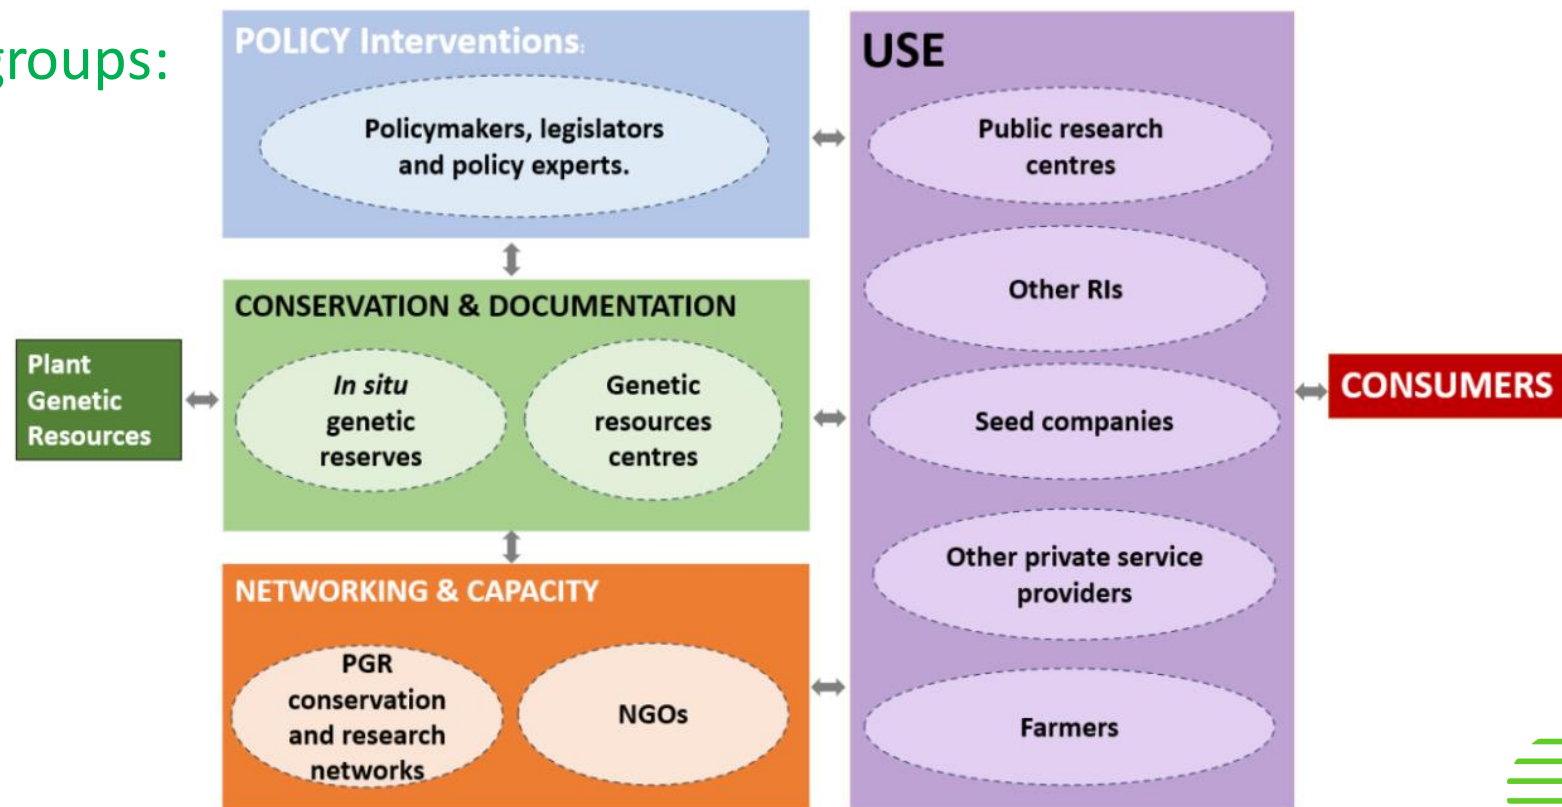 groups:
POLICY Interventions:
Policymakers, legislators
and policy experts.
CONSERVATION & DOCUMENTATION
In situ
genetic
reserves
Genetic
resources
centres
NETWORKING & CAPACITY
PGR
conservation
and research
networks
NGOs
Plant
Genetic
Resources
USE
Public research
centres
Other RIs
Seed companies
Other private service
providers
Farmers
CONSUMERS